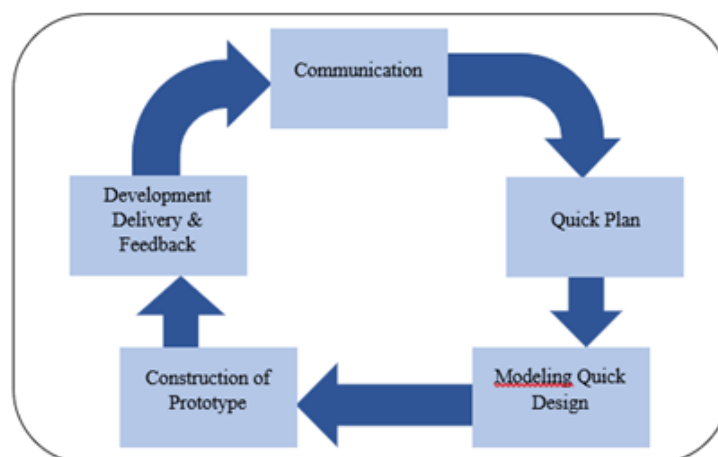 Communication
Quick Plan
Modeling Quick
Design
Construction of
Prototype
Development
Delivery &
Feedback